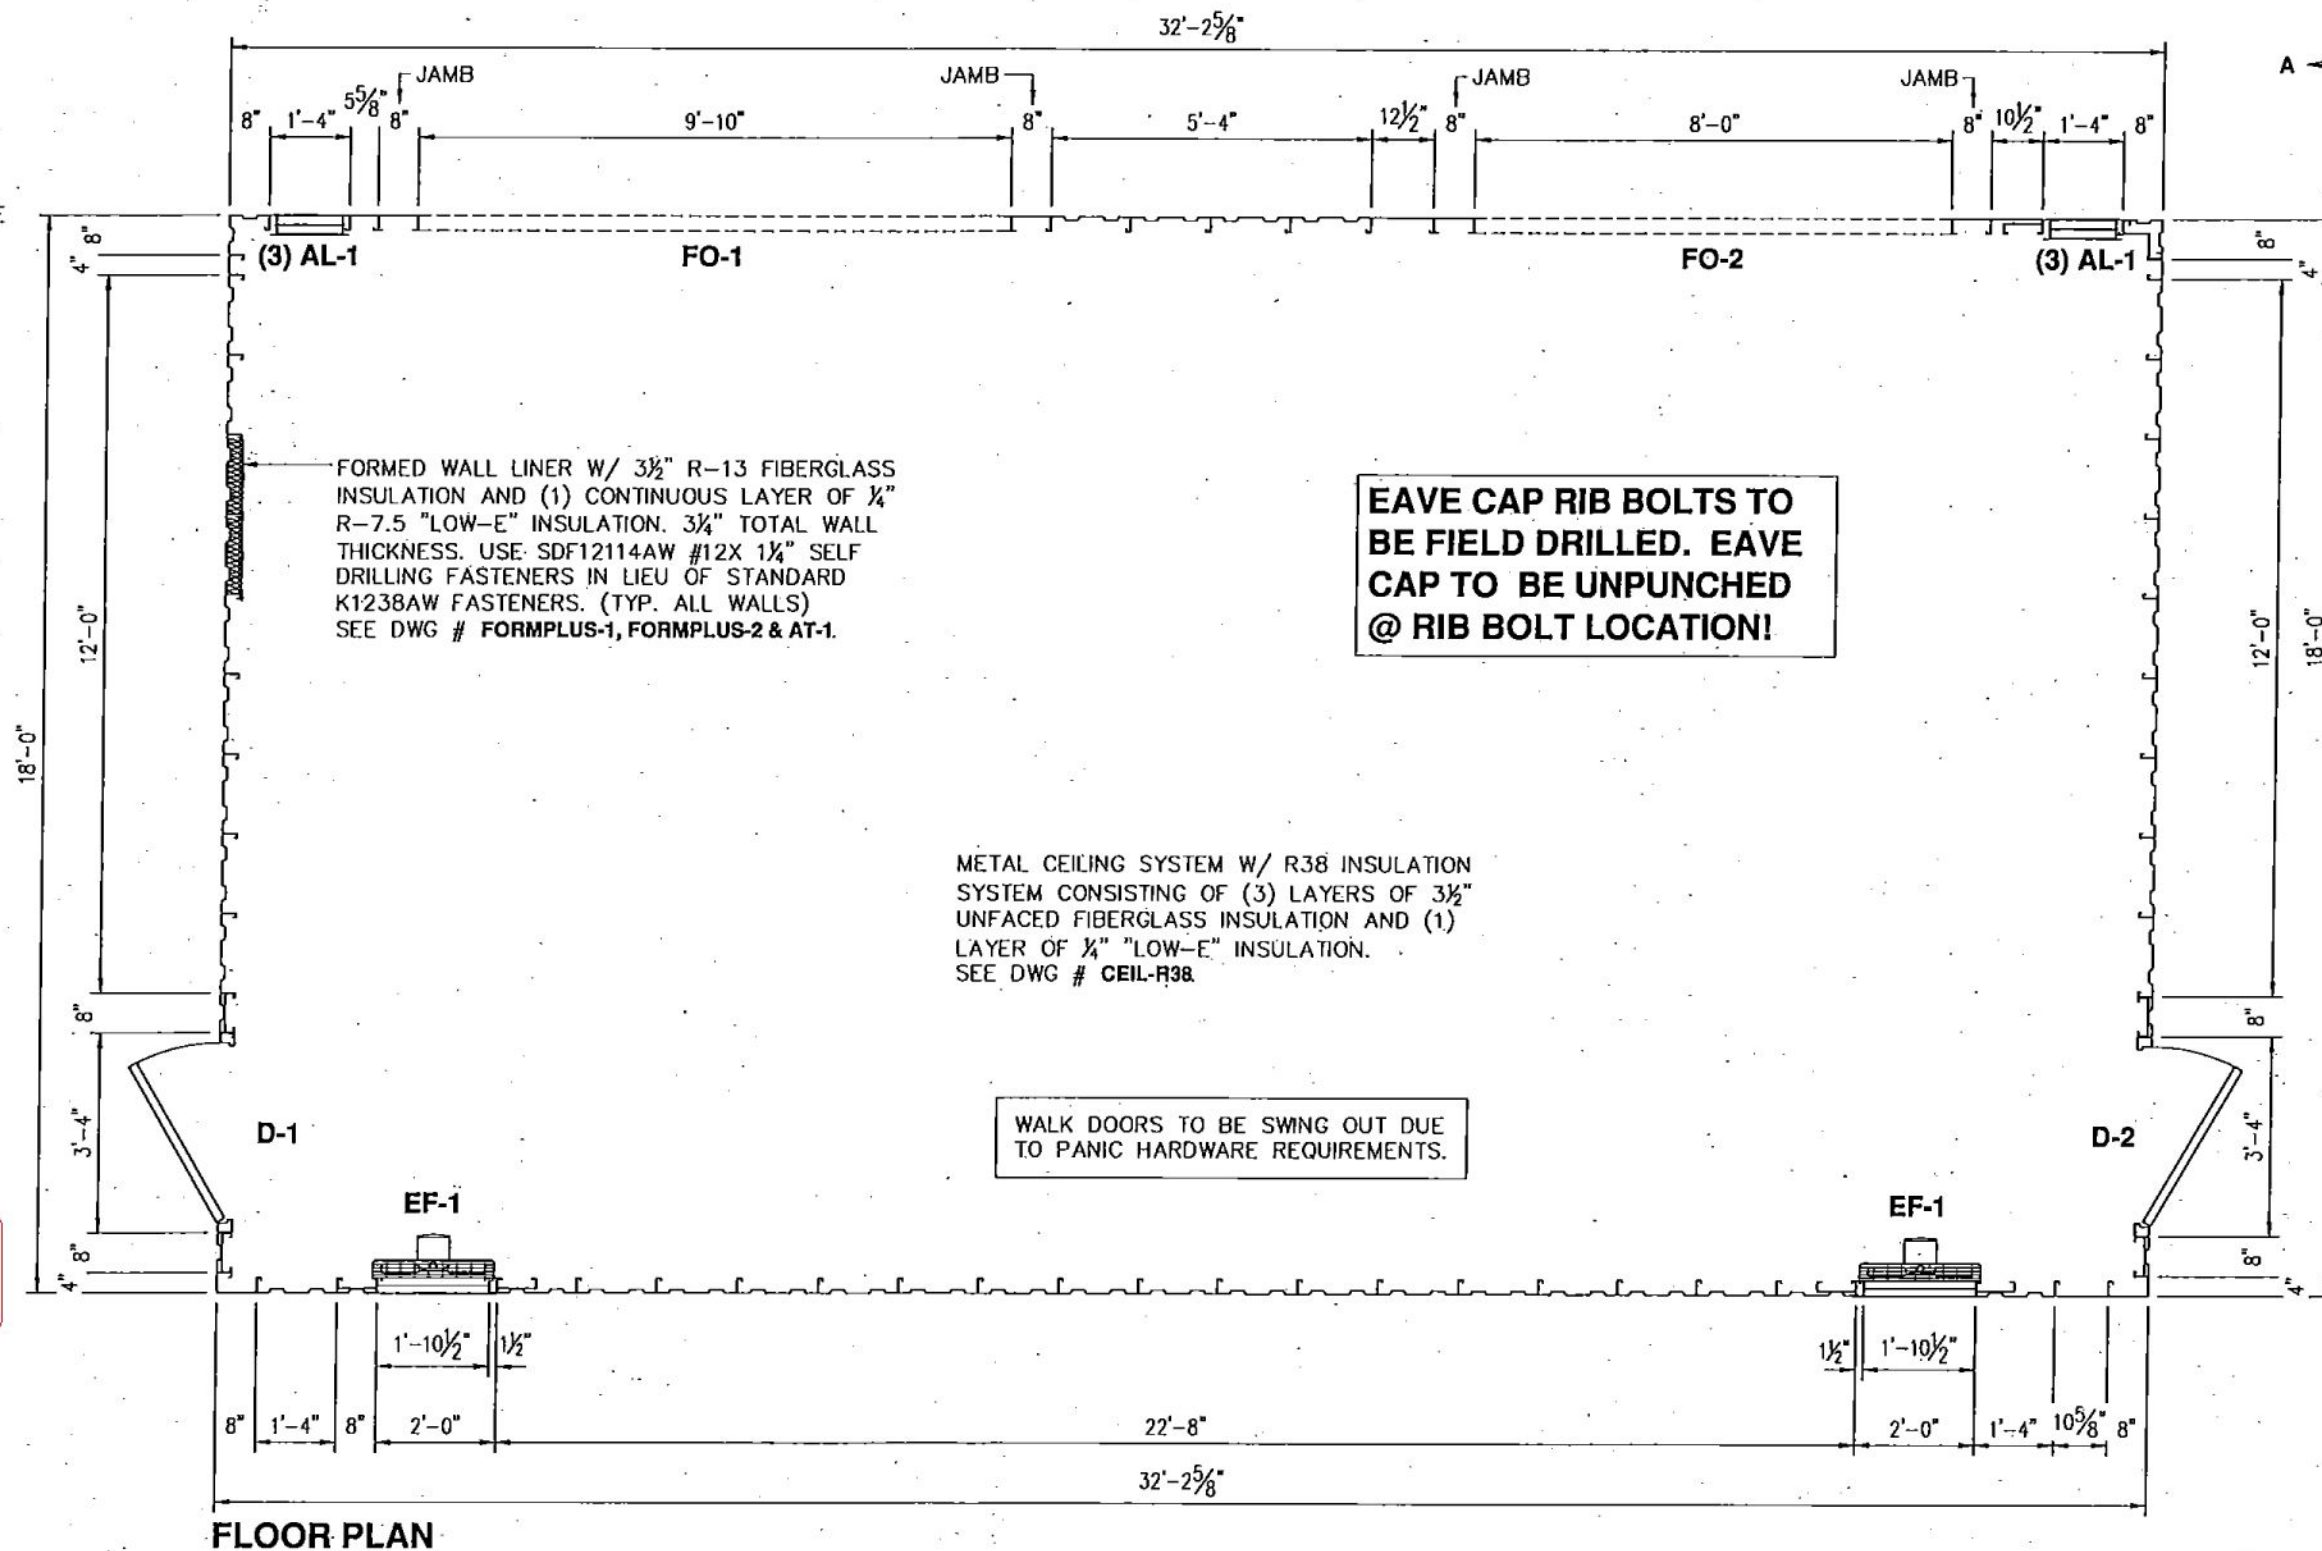 32'-2⅝"
A
JAMB
JAMB
JAMB
JAMB
8" 1'-4" 5⅝" 8" 9'-10" 8" 5'-4" 12½" 8" 8'-0" 8" 10½" 1'-4" 8"
8"
4"
(3) AL-1
FO-1
FO-2
(3) AL-1
8"
4"
FORMED WALL LINER W/ 3½" R-13 FIBERGLASS
INSULATION AND (1) CONTINUOUS LAYER OF ¼"
R-7.5 "LOW-E" INSULATION. 3¼" TOTAL WALL
THICKNESS. USE SDF12114AW #12X 1¼" SELF
DRILLING FASTENERS IN LIEU OF STANDARD
K1238AW FASTENERS. (TYP. ALL WALLS)
SEE DWG # FORMPLUS-1, FORMPLUS-2 & AT-1.
EAVE CAP RIB BOLTS TO
BE FIELD DRILLED. EAVE
CAP TO BE UNPUNCHED
@ RIB BOLT LOCATION!
12'-0"
18'-0"
12'-0"
18'-0"
METAL CEILING SYSTEM W/ R38 INSULATION
SYSTEM CONSISTING OF (3) LAYERS OF 3½"
UNFACED FIBERGLASS INSULATION AND (1)
LAYER OF ¼" "LOW-E" INSULATION.
SEE DWG # CEIL-R38.
8"
8"
3'-4"
D-1
WALK DOORS TO BE SWING OUT DUE
TO PANIC HARDWARE REQUIREMENTS.
D-2
3'-4"
EF-1
EF-1
8"
4"
8"
4"
1'-10½" 1½"
1½" 1'-10½"
8" 1'-4" 8" 2'-0" 22'-8" 2'-0" 1'-4" 10⅝" 8"
32'-2⅝"
FLOOR PLAN